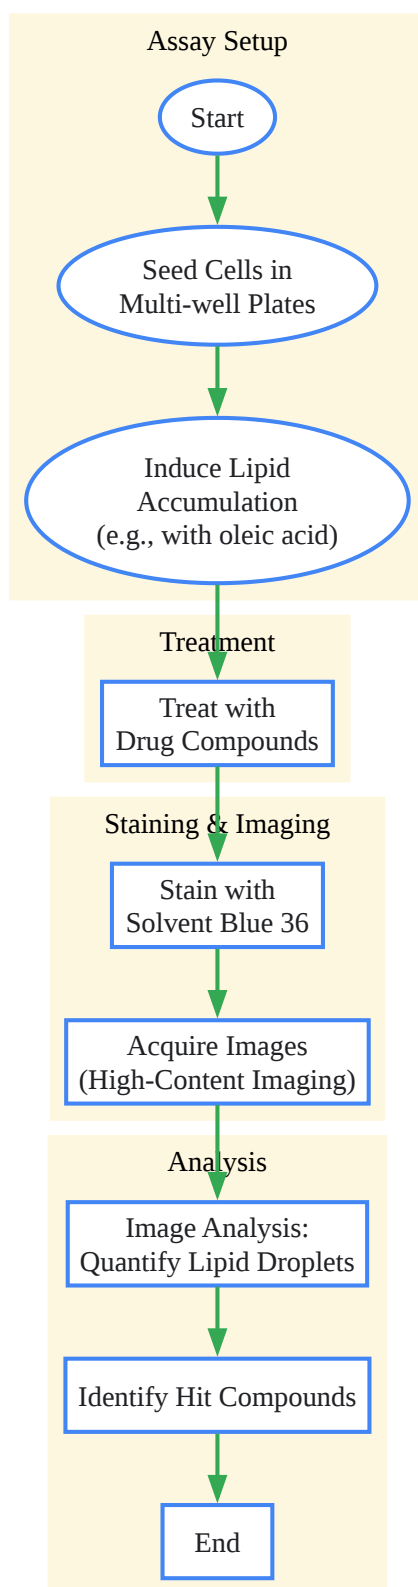 Assay Setup
Start
Seed Cells in
Multi-well Plates
Induce Lipid
Accumulation
(e.g., with oleic acid)
Treatment
Treat with
Drug Compounds
Staining & Imaging
Stain with
Solvent Blue 36
Acquire Images
(High-Content Imaging)
Analysis
Image Analysis:
Quantify Lipid Droplets
Identify Hit Compounds
End